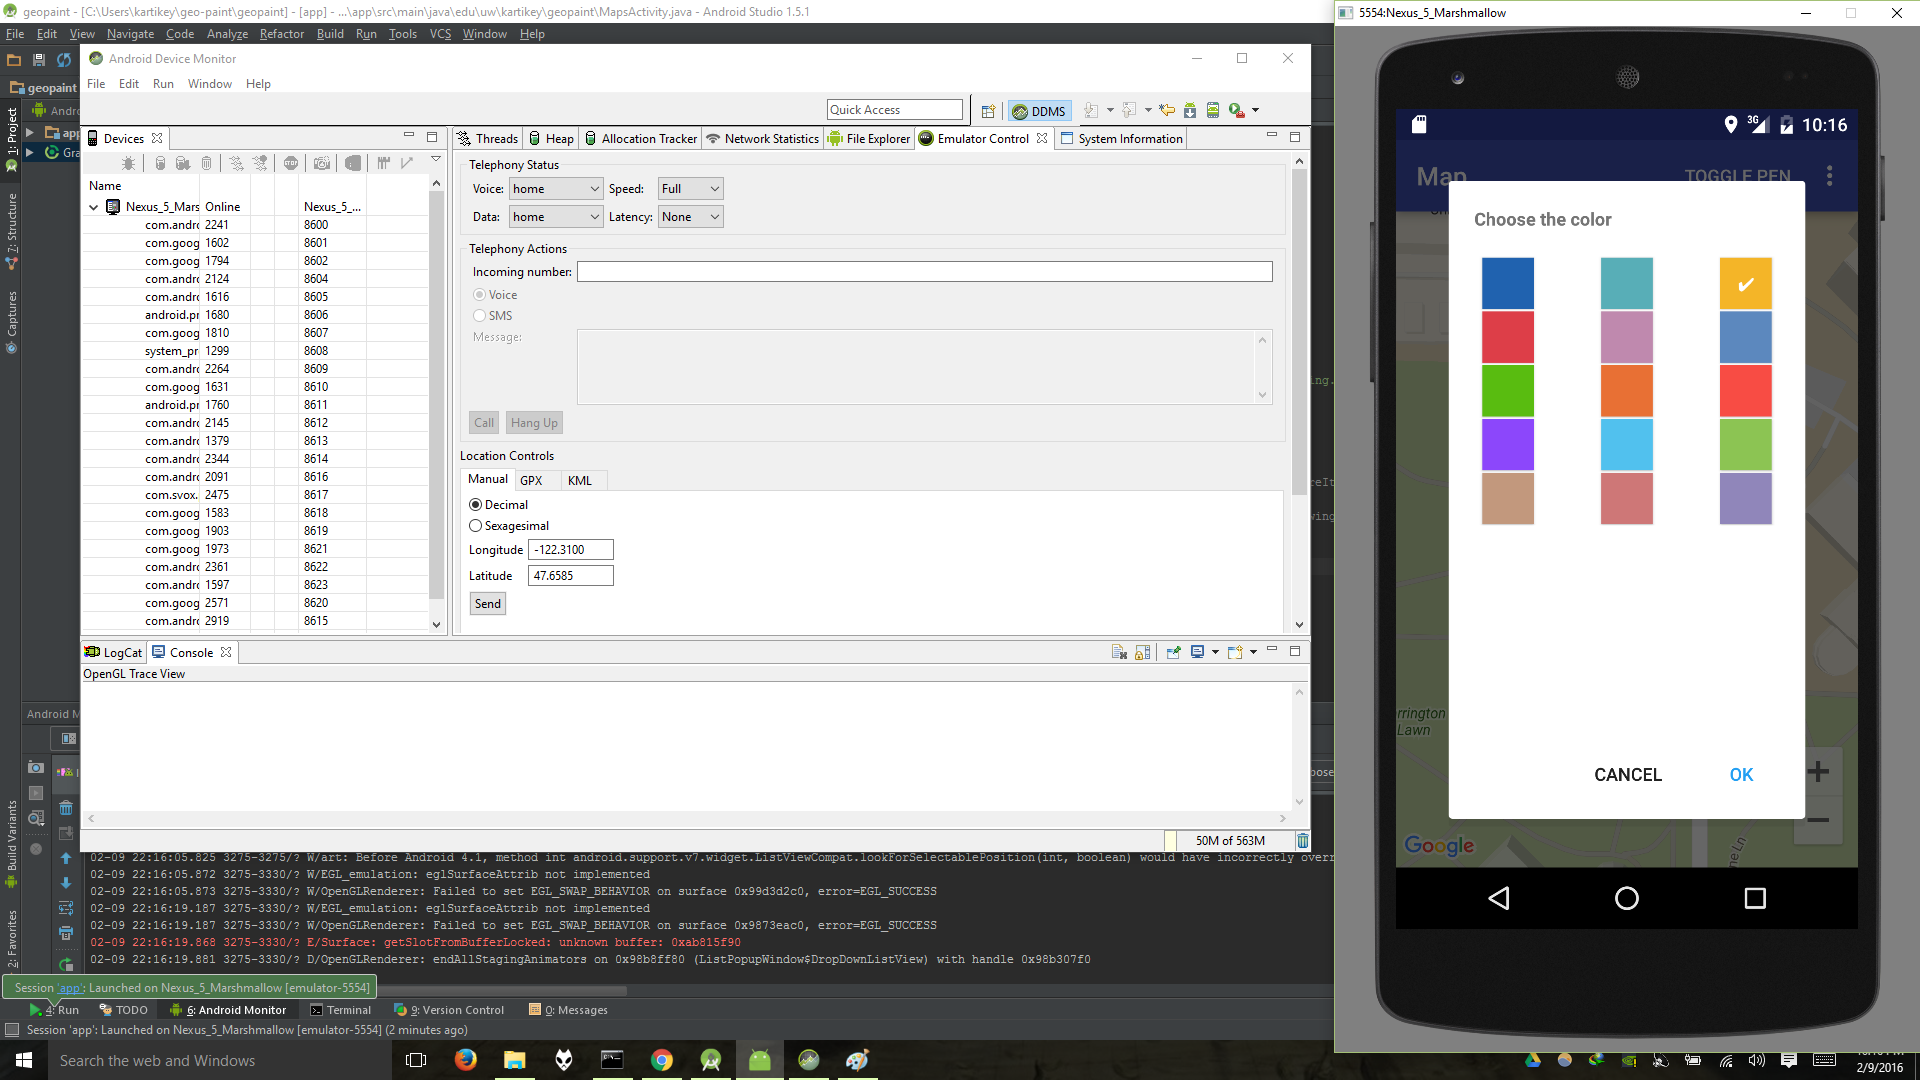 geopaint - [C:\Users\kartikey\geo-paint\geopaint] - [app] - ...\app\src\main\java\edu\uw\kartikey\geopaint\MapsActivity.java - Android Studio 1.5.1
File Edit View Navigate Code Analyze Refactor Build Run Tools VCS Window Help
geopaint
1: Project
7: Structure
Captures
Build Variants
2: Favorites
Android Device Monitor
File Edit Run Window Help
Quick Access
DDMS
Devices
Name
Nexus_5_Mars Online Nexus_5_...
com.andrc 2241 8600
com.goog 1602 8601
com.goog 1794 8602
com.andrc 2124 8604
com.andrc 1616 8605
android.pr 1680 8606
com.goog 1810 8607
system_pr 1299 8608
com.andrc 2264 8609
com.goog 1631 8610
android.pr 1760 8611
com.andrc 2145 8612
com.goog 1379 8613
com.andrc 2344 8614
com.andrc 2091 8616
com.svox. 2475 8617
com.goog 1583 8618
com.goog 1903 8619
com.goog 1973 8621
com.andrc 2361 8622
com.andrc 1597 8623
com.goog 2571 8620
com.andrc 2919 8615
Threads Heap Allocation Tracker Network Statistics File Explorer Emulator Control System Information
Telephony Status
Voice: home Speed: Full
Data: home Latency: None
Telephony Actions
Incoming number:
Voice
SMS
Message:
Call Hang Up
Location Controls
Manual GPX KML
Decimal
Sexagesimal
Longitude -122.3100
Latitude 47.6585
Send
LogCat Console
OpenGL Trace View
50M of 563M
02-09 22:16:05.825 3275-3275/? W/art: Before Android 4.1, method int android.support.v7.widget.ListViewCompat.lookForSelectablePosition(int, boolean) would have incorrectly overr
02-09 22:16:05.872 3275-3330/? W/EGL_emulation: eglSurfaceAttrib not implemented
02-09 22:16:05.873 3275-3330/? W/OpenGLRenderer: Failed to set EGL_SWAP_BEHAVIOR on surface 0x99d3d2c0, error=EGL_SUCCESS
02-09 22:16:19.187 3275-3330/? W/EGL_emulation: eglSurfaceAttrib not implemented
02-09 22:16:19.187 3275-3330/? W/OpenGLRenderer: Failed to set EGL_SWAP_BEHAVIOR on surface 0x9873eac0, error=EGL_SUCCESS
02-09 22:16:19.868 3275-3330/? E/Surface: getSlotFromBufferLocked: unknown buffer: 0xab815f90
02-09 22:16:19.881 3275-3330/? D/OpenGLRenderer: endAllStagingAnimators on 0x98b8ff80 (ListPopupWindow$DropDownListView) with handle 0x98b307f0
Session 'app': Launched on Nexus_5_Marshmallow [emulator-5554]
4: Run TODO 6: Android Monitor Terminal 9: Version Control 0: Messages
Session 'app': Launched on Nexus_5_Marshmallow [emulator-5554] (2 minutes ago)
Search the web and Windows
2/9/2016
5554:Nexus_5_Marshmallow
3G 10:16
Map TOGGLE PEN
Choose the color
CANCEL OK
errington
Lawn
Google
ne Ln